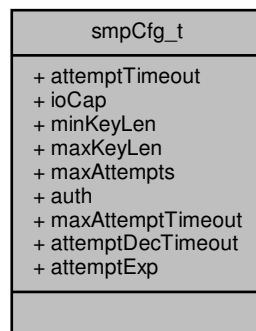 smpCfg_t
+ attemptTimeout
+ ioCap
+ minKeyLen
+ maxKeyLen
+ maxAttempts
+ auth
+ maxAttemptTimeout
+ attemptDecTimeout
+ attemptExp